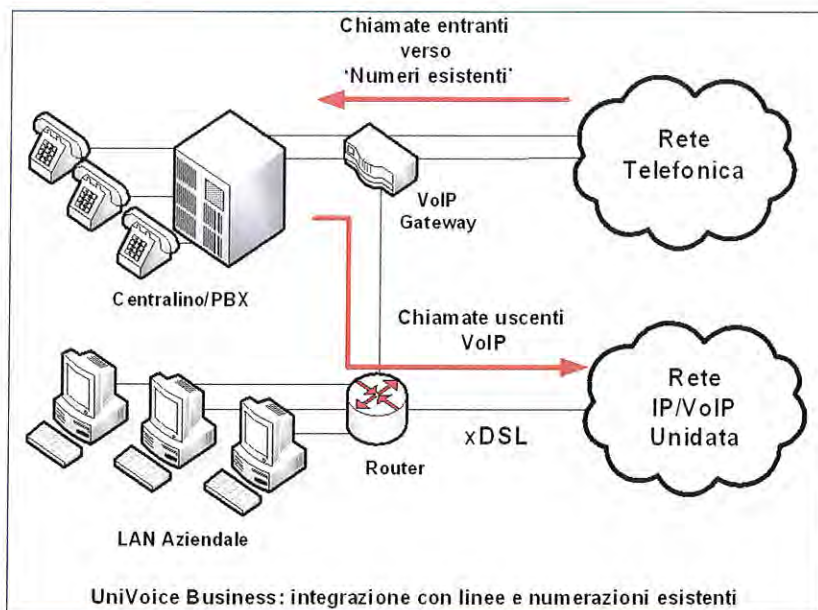 Chiamate entranti
verso
'Numeri esistenti'
Rete
Telefonica
VoIP
Gateway
Centralino/PBX
Chiamate uscenti
VoIP
Rete
IP/VoIP
Unidata
xDSL
Router
LAN Aziendale
UniVoice Business: integrazione con linee e numerazioni esistenti